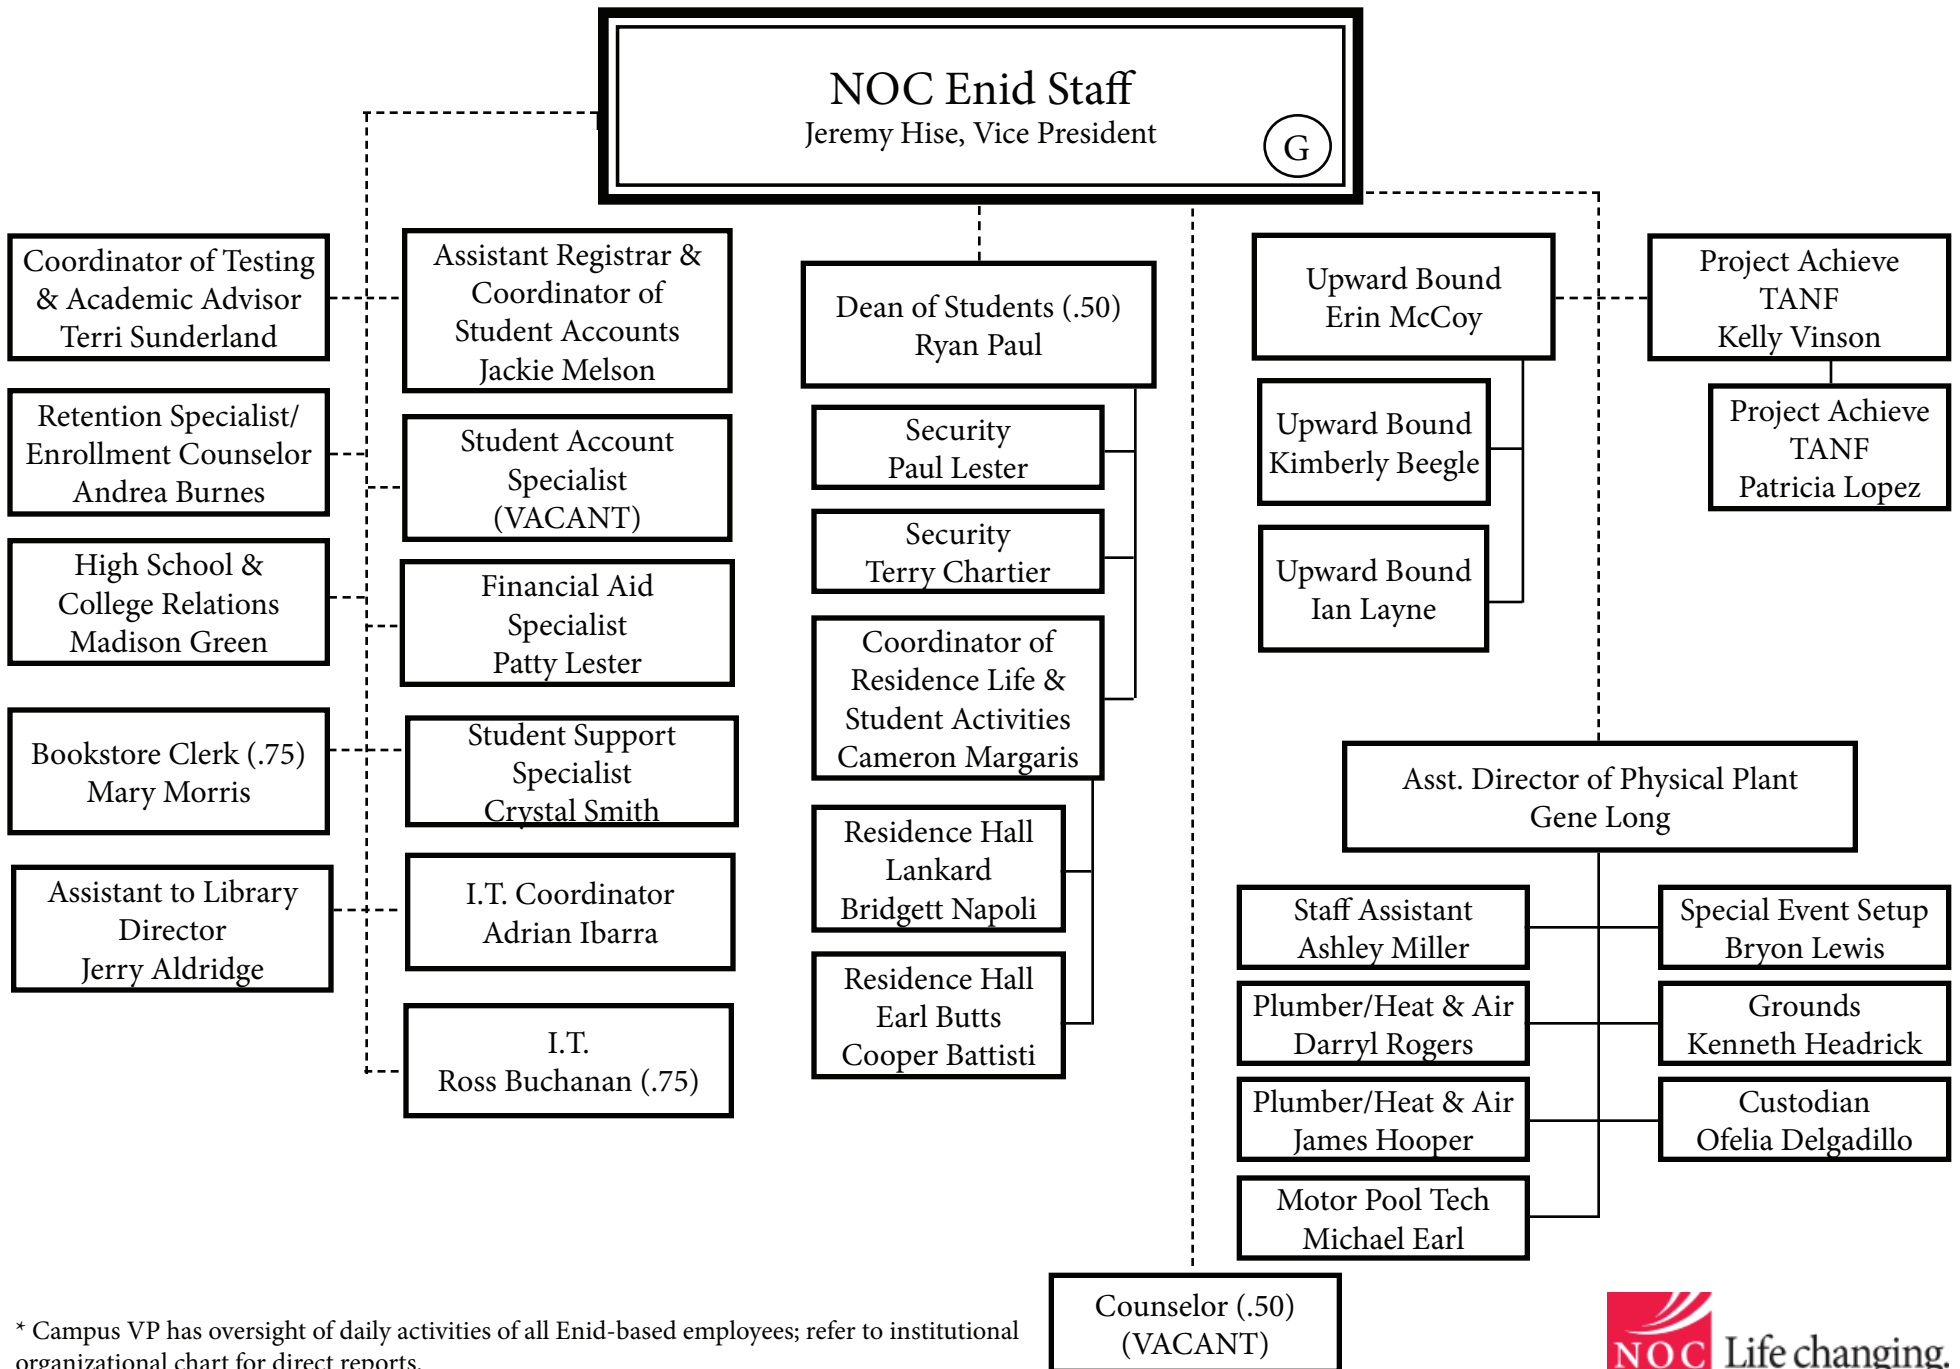 NOC Enid Staff
Jeremy Hise, Vice President
G
Coordinator of Testing
& Academic Advisor
Terri Sunderland
Retention Specialist/
Enrollment Counselor
Andrea Burnes
High School &
College Relations
Madison Green
Bookstore Clerk (.75)
Mary Morris
Assistant to Library
Director
Jerry Aldridge
Assistant Registrar &
Coordinator of
Student Accounts
Jackie Melson
Student Account
Specialist
(VACANT)
Financial Aid
Specialist
Patty Lester
Student Support
Specialist
Crystal Smith
I.T. Coordinator
Adrian Ibarra
I.T.
Ross Buchanan (.75)
Dean of Students (.50)
Ryan Paul
Security
Paul Lester
Security
Terry Chartier
Coordinator of
Residence Life &
Student Activities
Cameron Margaris
Residence Hall
Lankard
Bridgett Napoli
Residence Hall
Earl Butts
Cooper Battisti
Upward Bound
Erin McCoy
Upward Bound
Kimberly Beegle
Upward Bound
Ian Layne
Project Achieve
TANF
Kelly Vinson
Project Achieve
TANF
Patricia Lopez
Asst. Director of Physical Plant
Gene Long
Staff Assistant
Ashley Miller
Plumber/Heat & Air
Darryl Rogers
Plumber/Heat & Air
James Hooper
Motor Pool Tech
Michael Earl
Special Event Setup
Bryon Lewis
Grounds
Kenneth Headrick
Custodian
Ofelia Delgadillo
Counselor (.50)
(VACANT)
* Campus VP has oversight of daily activities of all Enid-based employees; refer to institutional
organizational chart for direct reports.
NOC Life changing.